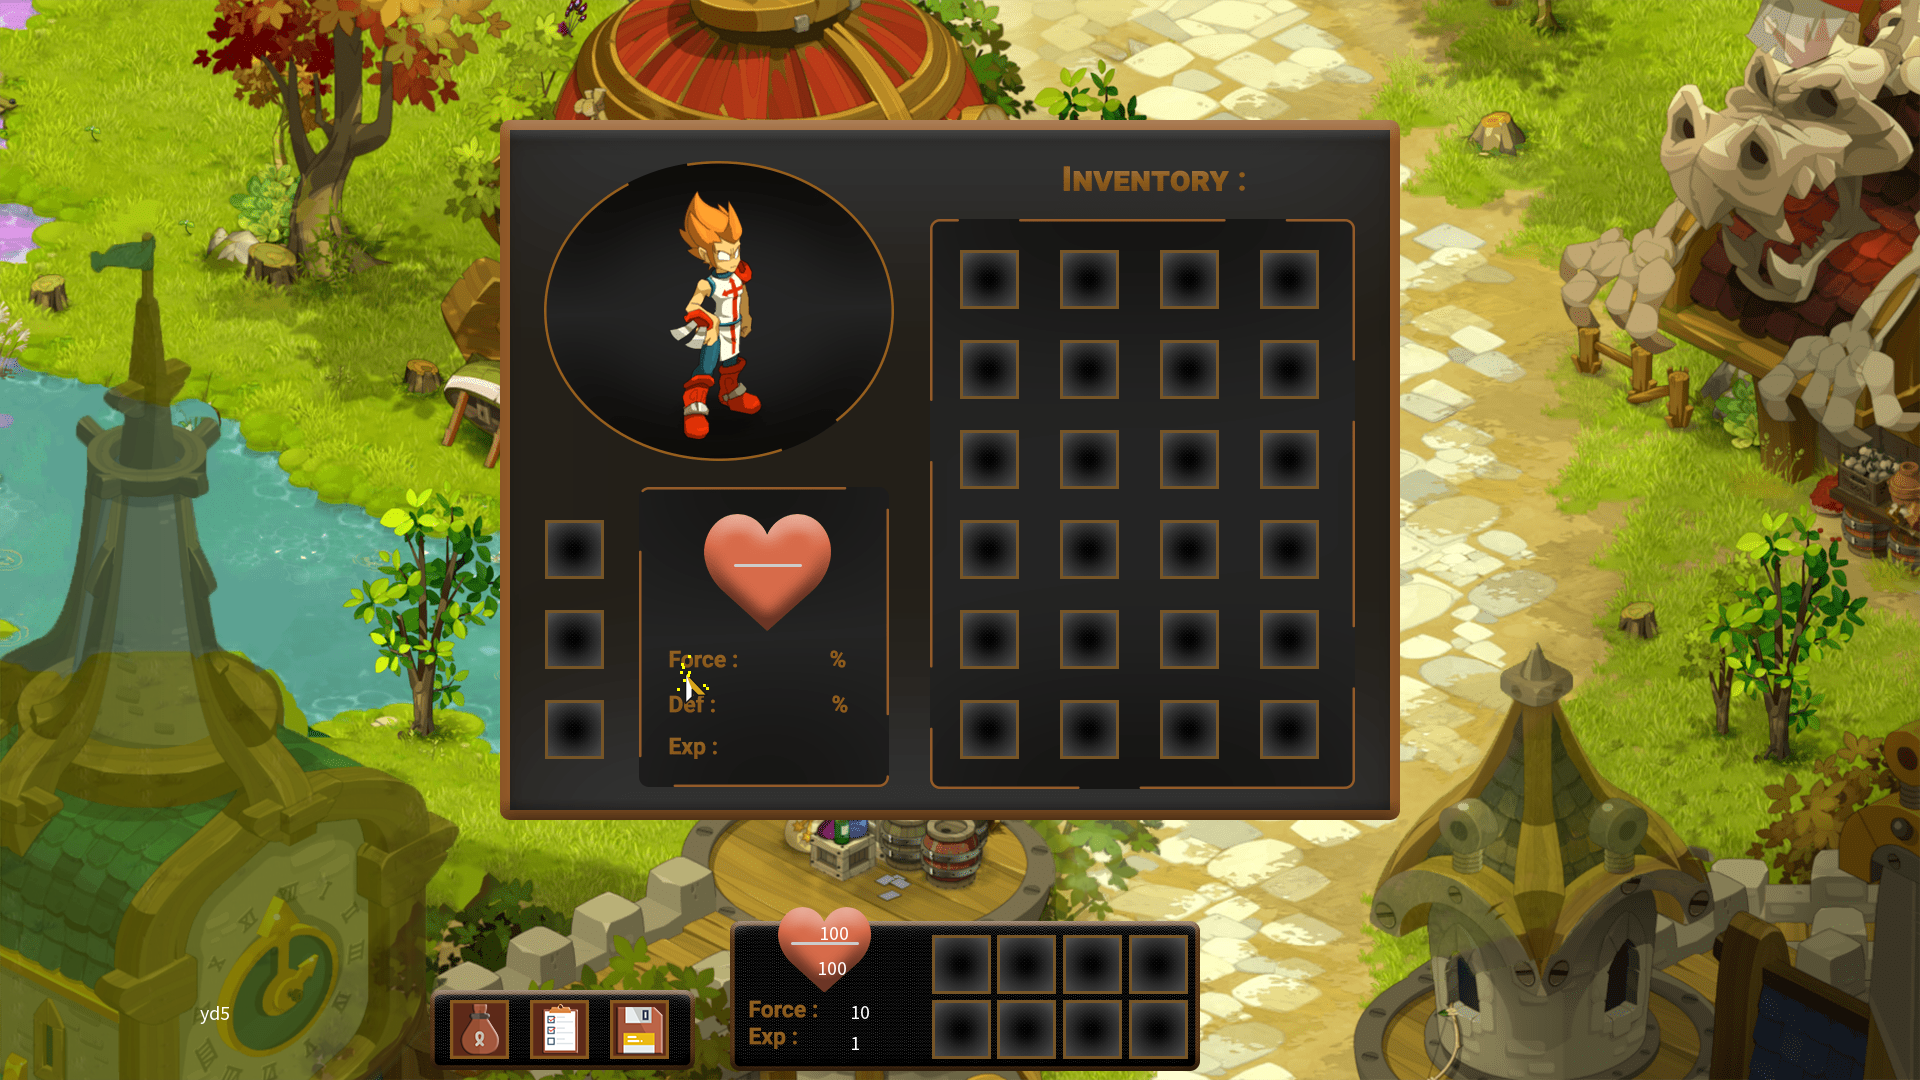 INVENTORY :
Force : %
Def : %
Exp :
100
100
Force : 10
Exp : 1
yd5